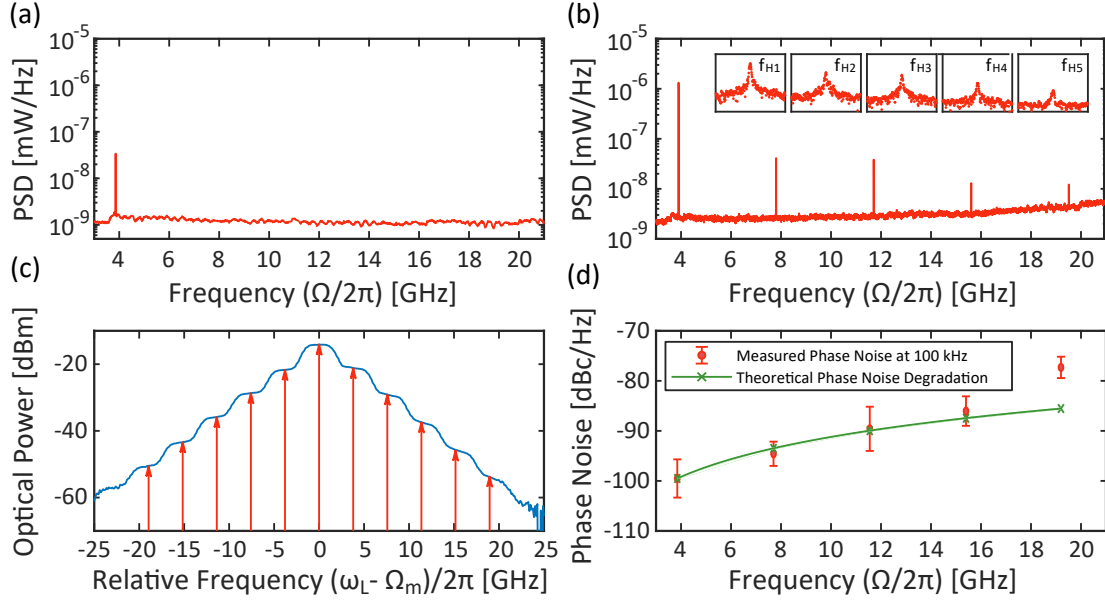 (a)
PSD [mW/Hz]
10^-5
10^-6
10^-7
10^-8
10^-9
4 6 8 10 12 14 16 18 20
Frequency (Ω/2π) [GHz]
(b)
PSD [mW/Hz]
10^-5
10^-6
10^-7
10^-8
10^-9
f_H1 f_H2 f_H3 f_H4 f_H5
4 6 8 10 12 14 16 18 20
Frequency (Ω/2π) [GHz]
(c)
Optical Power [dBm]
-20
-40
-60
-25 -20 -15 -10 -5 0 5 10 15 20 25
Relative Frequency (ω_L- Ω_m)/2π [GHz]
(d)
Phase Noise [dBc/Hz]
-70
-80
-90
-100
-110
Measured Phase Noise at 100 kHz
Theoretical Phase Noise Degradation
4 6 8 10 12 14 16 18 20
Frequency (Ω/2π) [GHz]